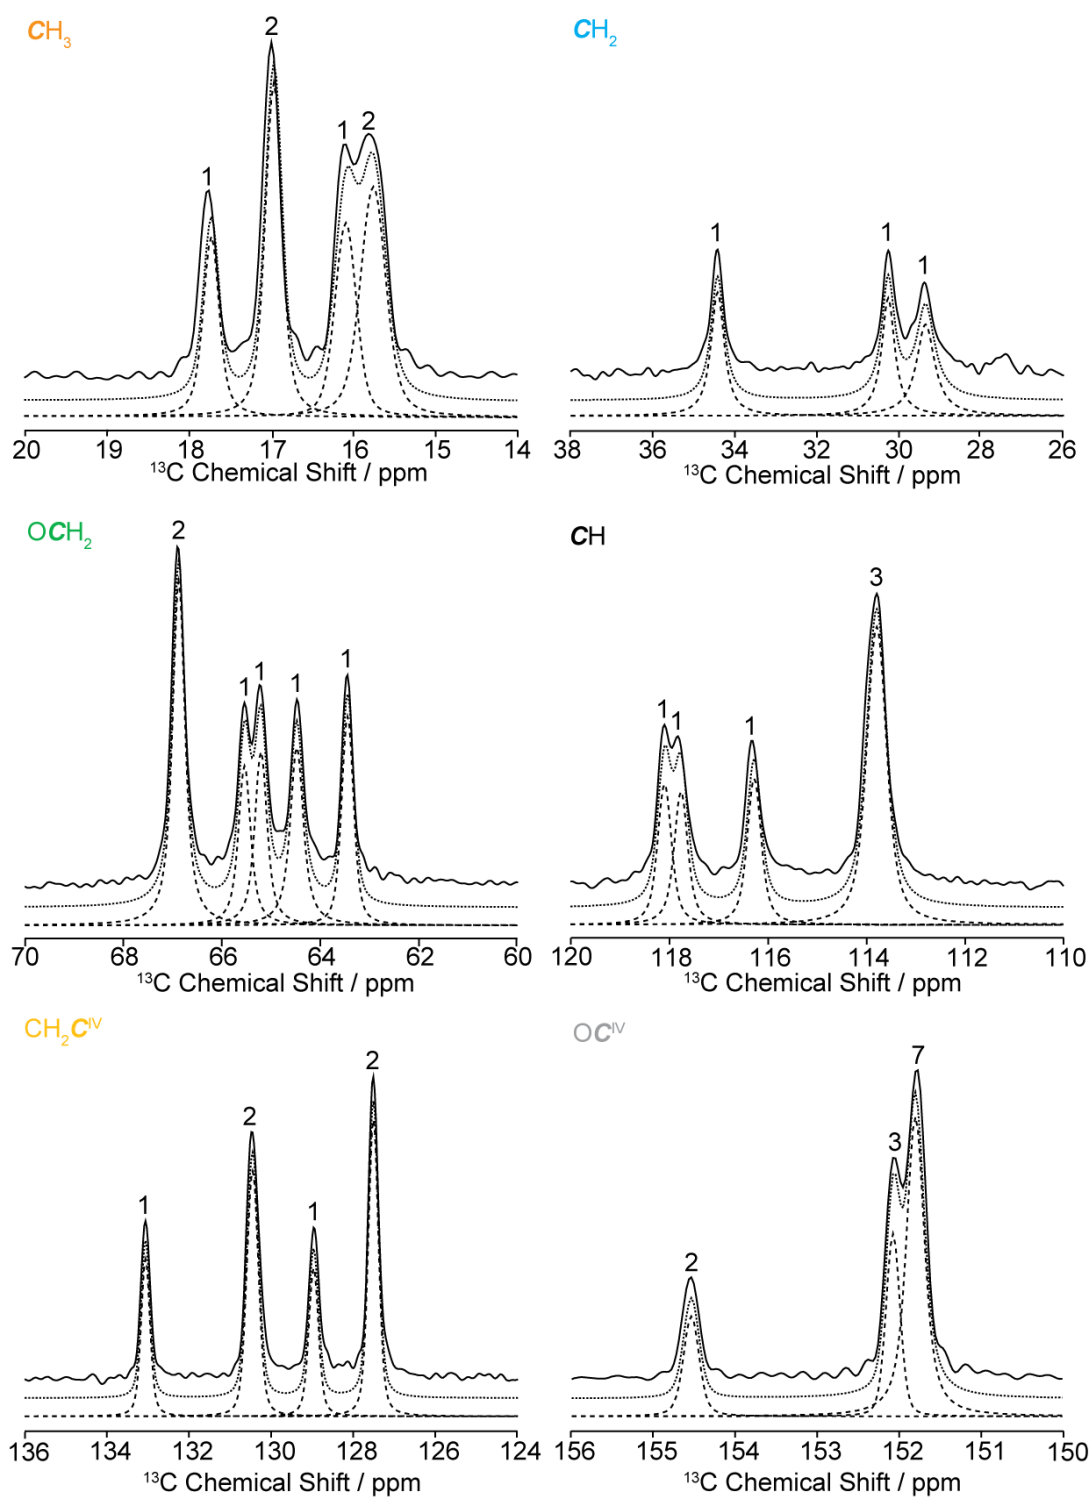 CH₃
2
1
1
2
20 19 18 17 16 15 14
¹³C Chemical Shift / ppm
CH₂
1
1
1
38 36 34 32 30 28 26
¹³C Chemical Shift / ppm
OCH₂
2
1
1
1
1
70 68 66 64 62 60
¹³C Chemical Shift / ppm
CH
3
1
1
1
120 118 116 114 112 110
¹³C Chemical Shift / ppm
CH₂Cᴵⱽ
1
2
1
2
136 134 132 130 128 126 124
¹³C Chemical Shift / ppm
OCᴵⱽ
7
3
2
156 155 154 153 152 151 150
¹³C Chemical Shift / ppm